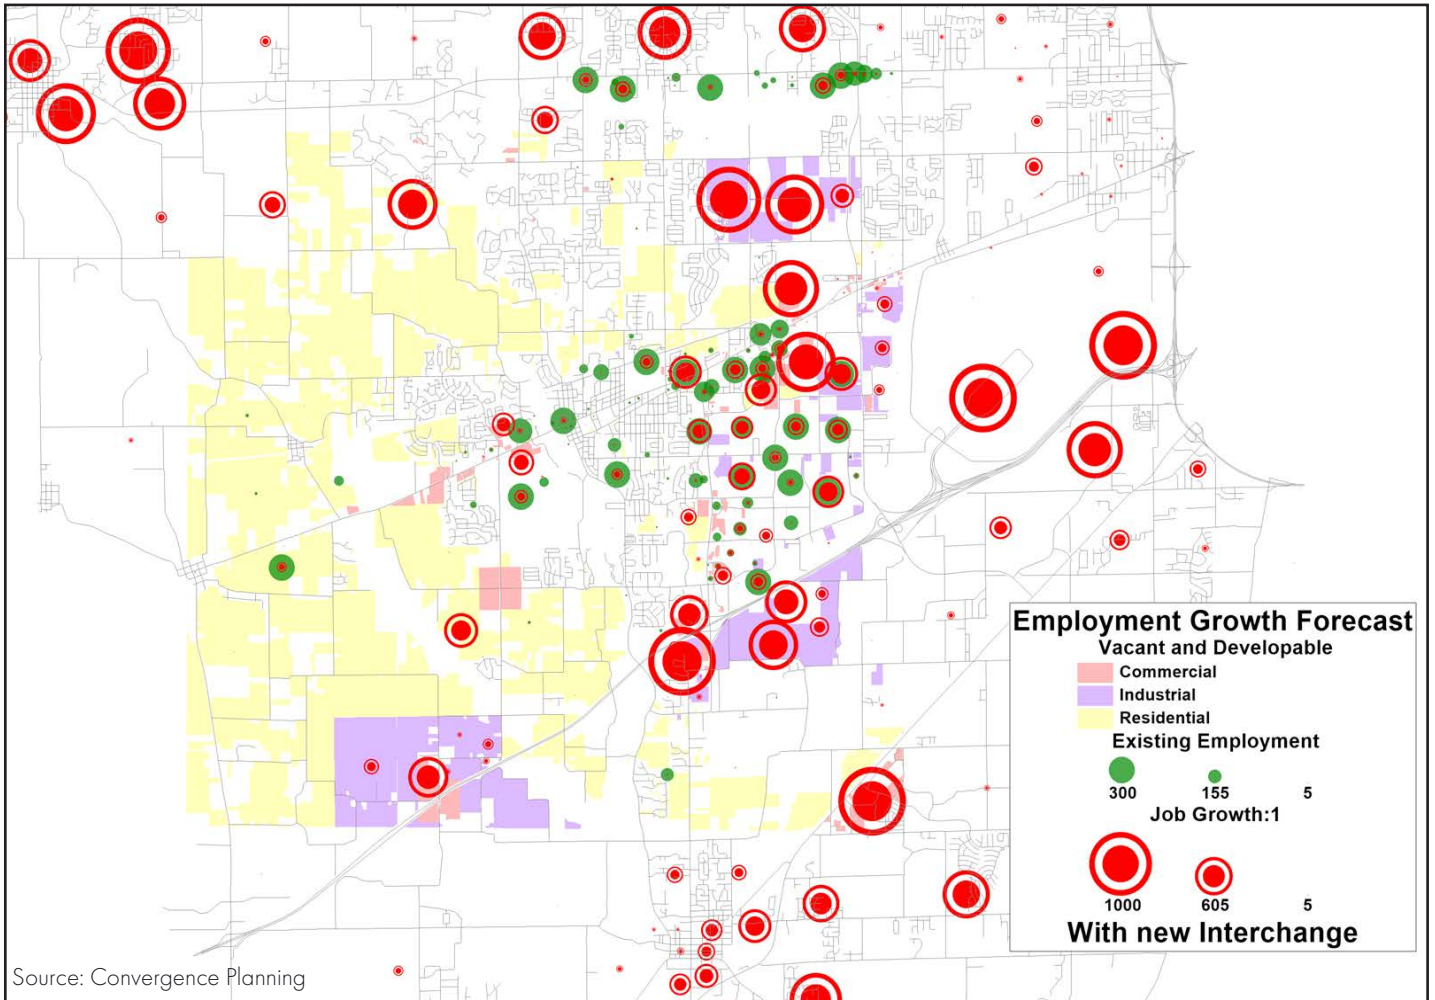 Employment Growth Forecast
Vacant and Developable
Commercial
Industrial
Residential
Existing Employment
300 155 5
Job Growth:1
1000 605 5
With new Interchange
Source: Convergence Planning